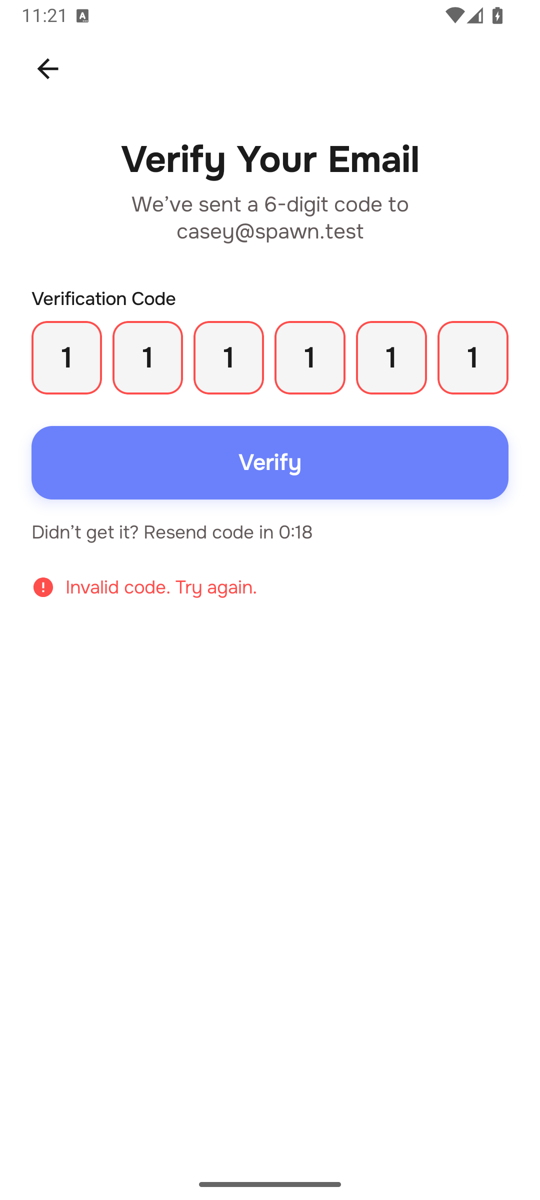 11:21
Verify Your Email
We’ve sent a 6-digit code to
casey@spawn.test
Verification Code
1 1 1 1 1 1
Verify
Didn’t get it? Resend code in 0:18
Invalid code. Try again.